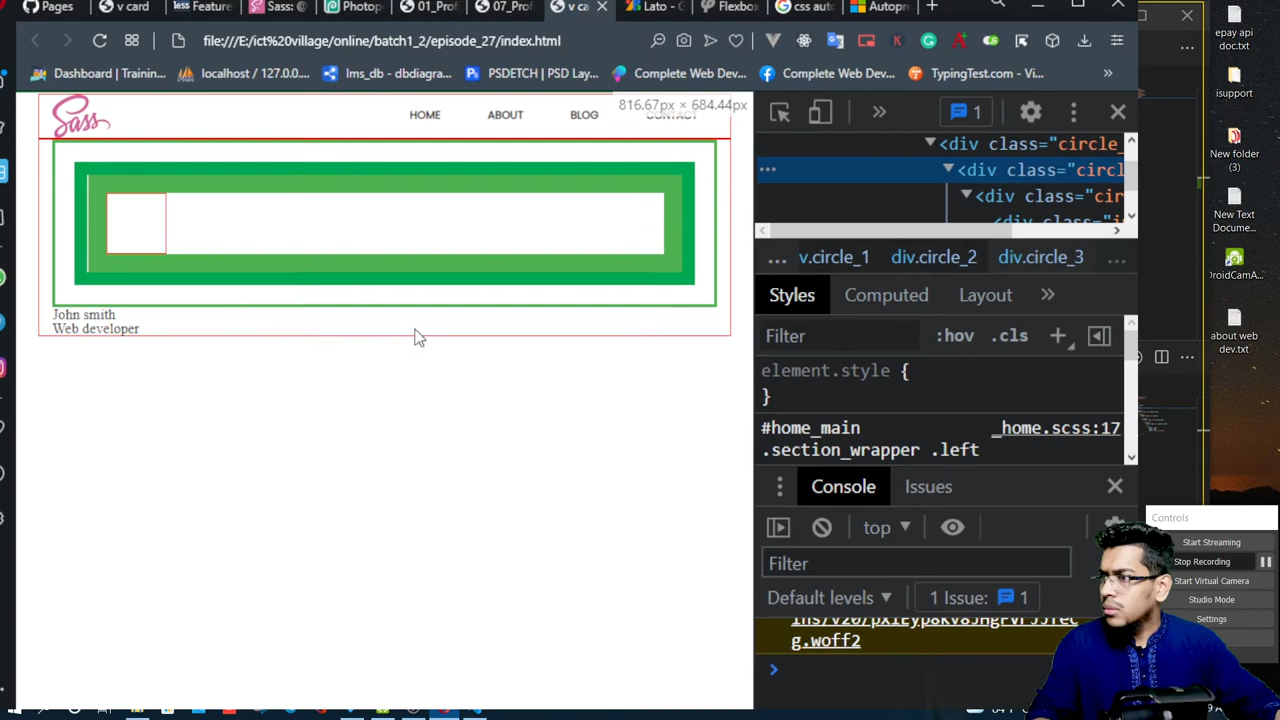 Pages
v card
Feature
Sass: @
Photop
01_Prof
07_Prof
v ca
Lato - G
Flexbox
css aut
Autopre
file:///E:/ict%20village/online/batch1_2/episode_27/index.html
Dashboard | Trainin...
localhost / 127.0.0....
lms_db - dbdiagra...
PSDETCH | PSD Lay...
Complete Web Dev...
Complete Web Dev...
TypingTest.com - Vi...
816.67px × 684.44px
Sass
HOME
ABOUT
BLOG
CONTACT
John smith
Web developer
1
<div class="circle_
<div class="circl
<div class="cir
...
v.circle_1
div.circle_2
div.circle_3
...
Styles
Computed
Layout
Filter
:hov
.cls
element.style {
}
#home_main
_home.scss:17
.section_wrapper .left
Console
Issues
top
Filter
Default levels
1 Issue:
1
g.woff2
epay api
doc.txt
isupport
New folder
(3)
New Text
Docume...
DroidCamA...
about web
dev.txt
Controls
Start Streaming
Stop Recording
Start Virtual Camera
Studio Mode
Settings